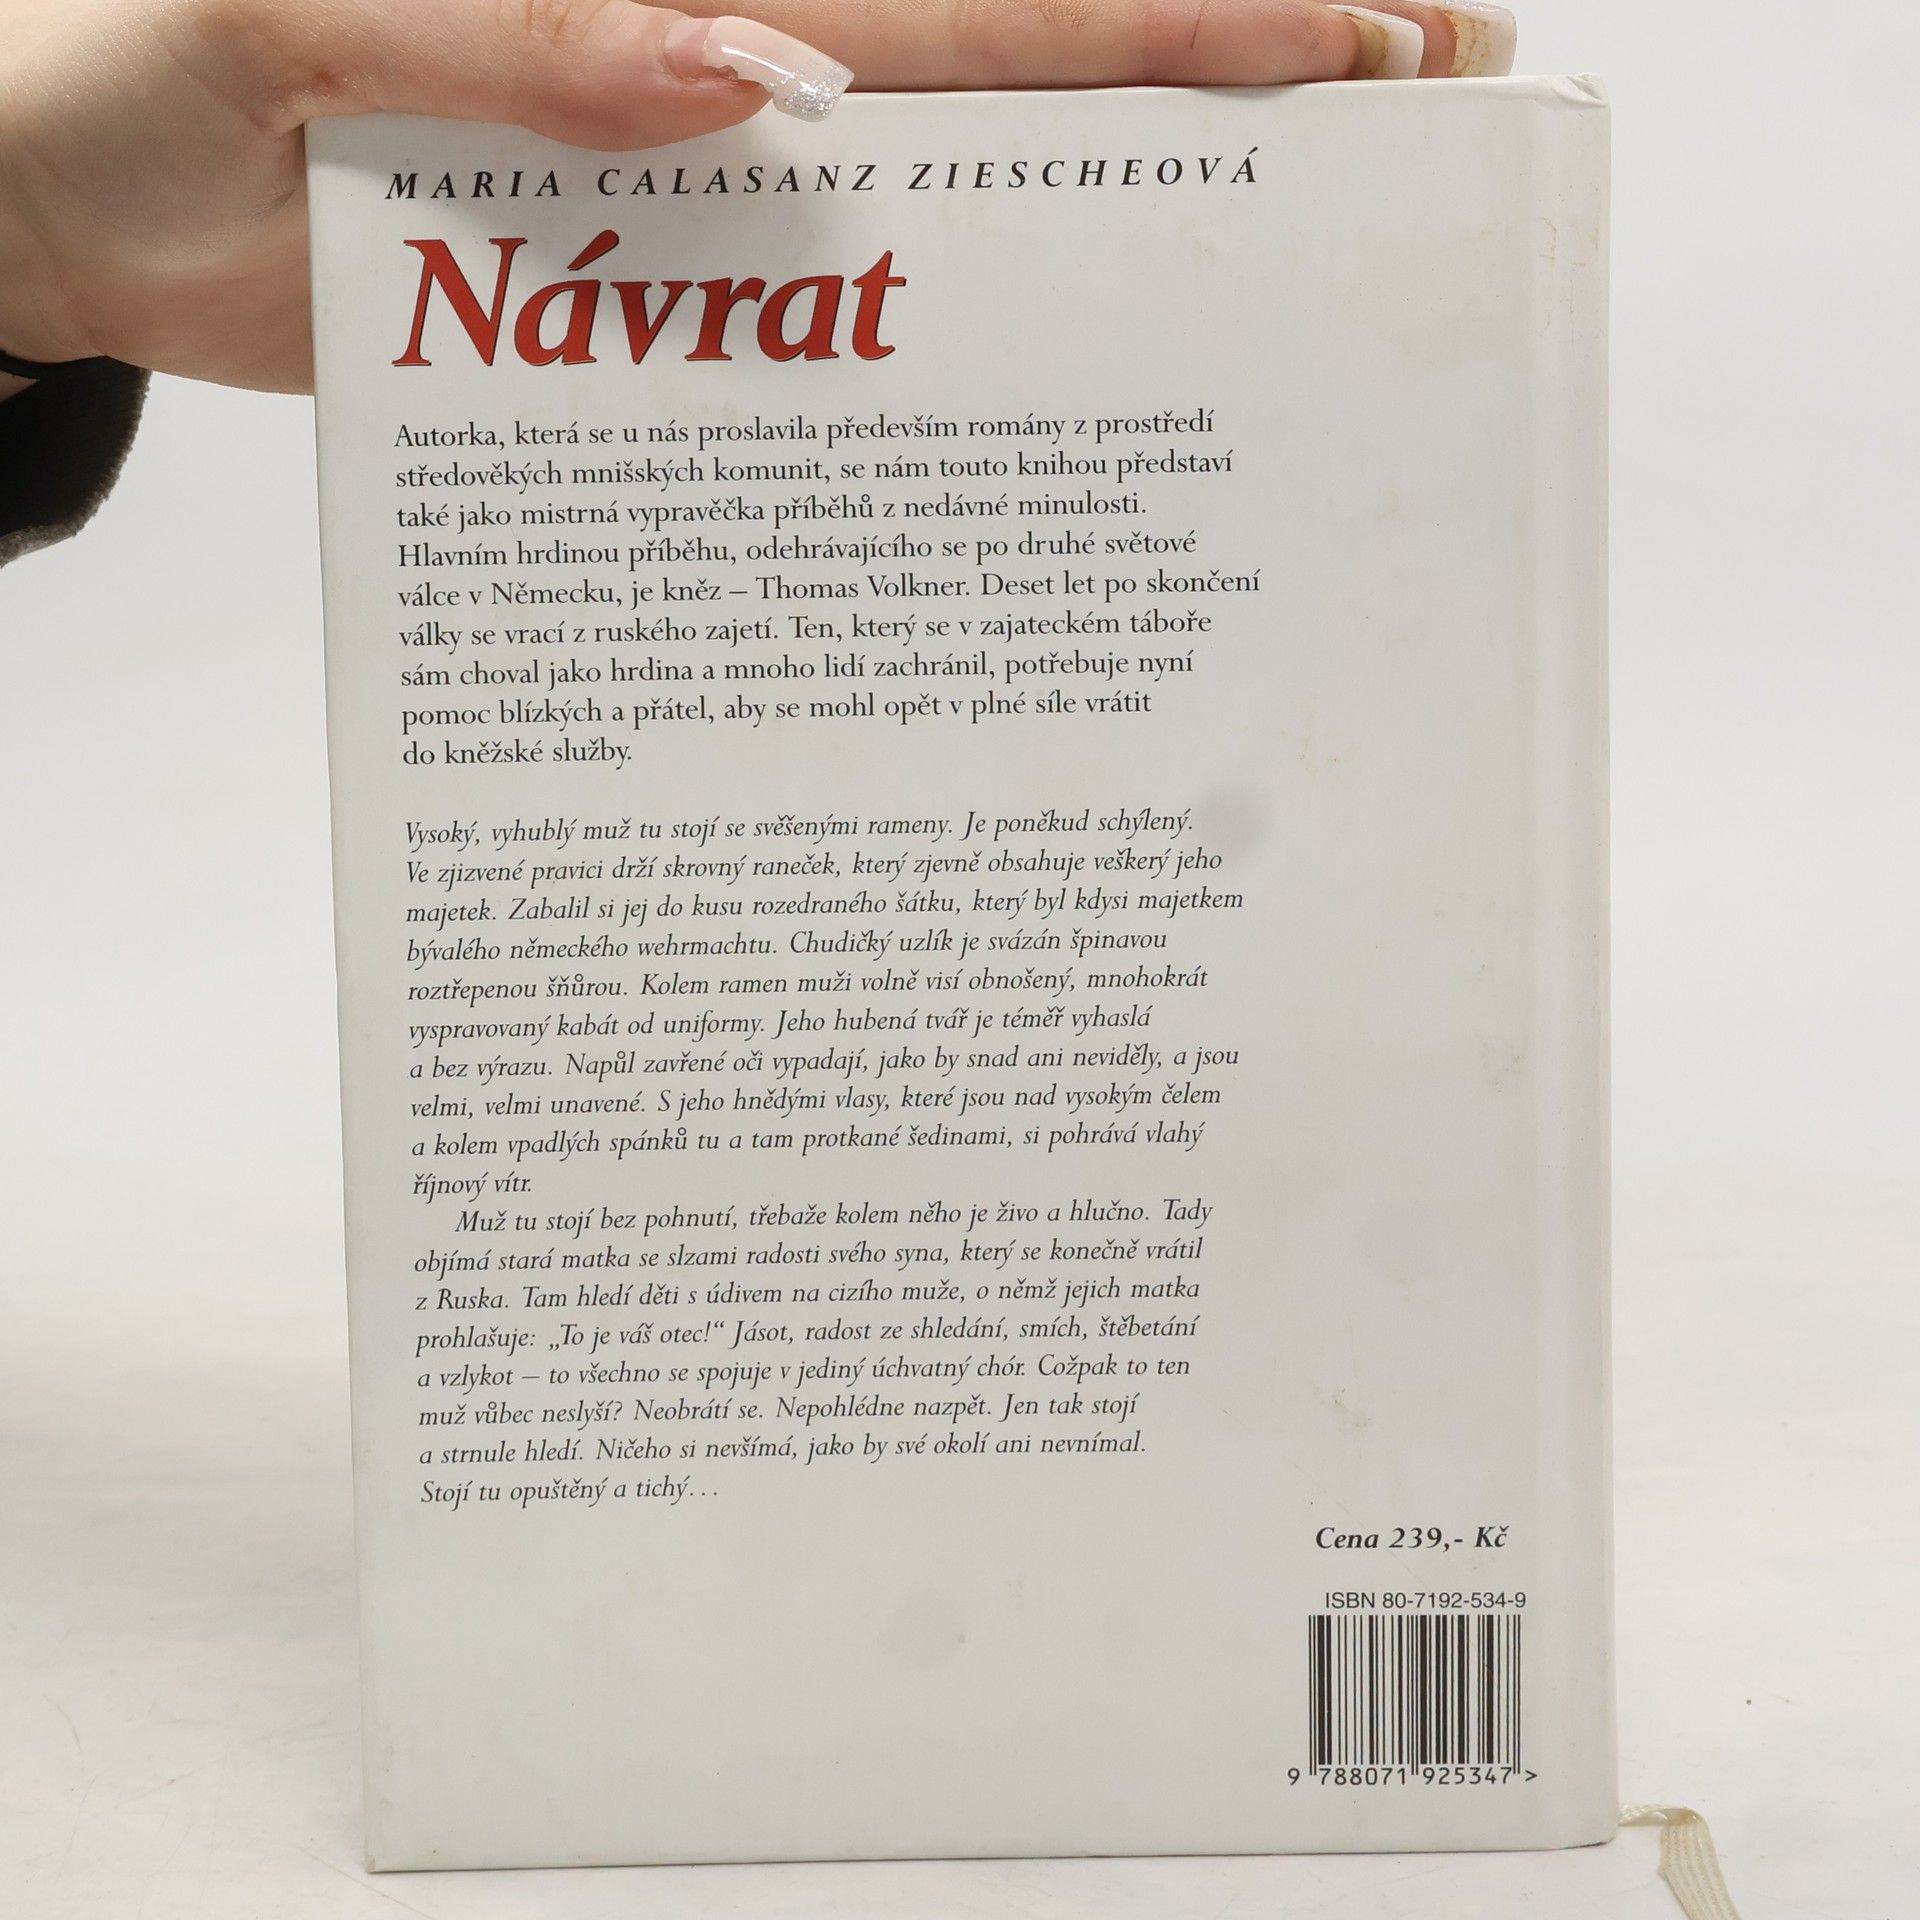 MARIA CALASANZ ZIESCHEOVÁ
Návrat
Autorka, která se u nás proslavila především romány z prostředí
středověkých mnišských komunit, se nám touto knihou představí
také jako mistrná vypravěčka příběhů z nedávné minulosti.
Hlavním hrdinou příběhu, odehrávajícího se po druhé světové
válce v Německu, je kněz – Thomas Volkner. Deset let po skončení
války se vrací z ruského zajetí. Ten, který se v zajateckém táboře
sám choval jako hrdina a mnoho lidí zachránil, potřebuje nyní
pomoc blízkých a přátel, aby se mohl opět v plné síle vrátit
do kněžské služby.
Vysoký, vyhublý muž tu stojí se svěšenými rameny. Je poněkud schýlený.
Ve zjizvené pravici drží skrovný raneček, který zjevně obsahuje veškerý jeho
majetek. Zabalil si jej do kusu rozedraného šátku, který byl kdysi majetkem
bývalého německého wehrmachtu. Chudičký uzlík je svázán špinavou
roztřepenou šňůrou. Kolem ramen muži volně visí obnošený, mnohokrát
vyspravovaný kabát od uniformy. Jeho hubená tvář je téměř vyhaslá
a bez výrazu. Napůl zavřené oči vypadají, jako by snad ani neviděly, a jsou
velmi, velmi unavené. S jeho hnědými vlasy, které jsou nad vysokým čelem
a kolem vpadlých spánků tu a tam protkané šedinami, si pohrává vlahý
říjnový vítr.
Muž tu stojí bez pohnutí, třebaže kolem něho je živo a hlučno. Tady
objímá stará matka se slzami radosti svého syna, který se konečně vrátil
z Ruska. Tam hledí děti s údivem na cizího muže, o němž jejich matka
prohlašuje: „To je váš otec!“ Jásot, radost ze shledání, smích, štěbetání
a vzlykot – to všechno se spojuje v jediný úchvatný chór. Cožpak to ten
muž vůbec neslyší? Neobrátí se. Nepohlédne nazpět. Jen tak stojí
a strnule hledí. Ničeho si nevšímá, jako by své okolí ani nevnímal.
Stojí tu opuštěný a tichý…
Cena 239,- Kč
ISBN 80-7192-534-9
9 788071 925347 >